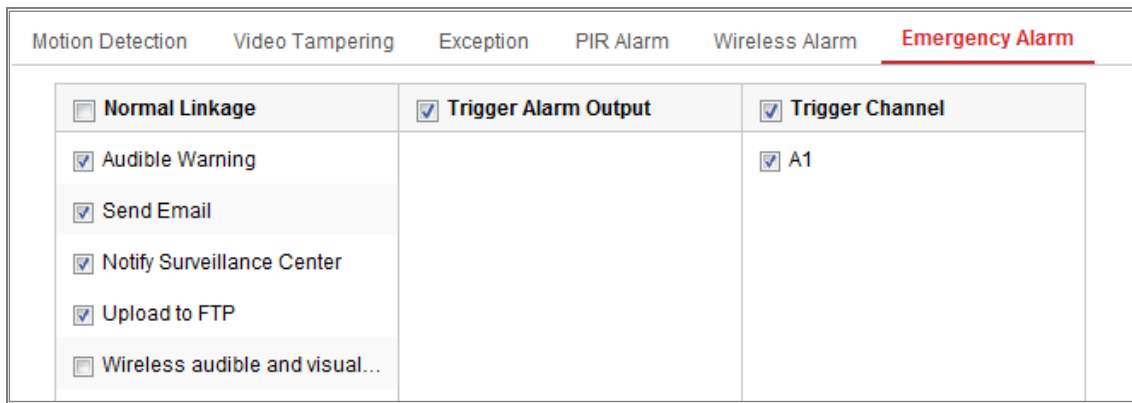 Motion Detection Video Tampering Exception PIR Alarm Wireless Alarm Emergency Alarm
Normal Linkage Trigger Alarm Output Trigger Channel
Audible Warning A1
Send Email
Notify Surveillance Center
Upload to FTP
Wireless audible and visual...